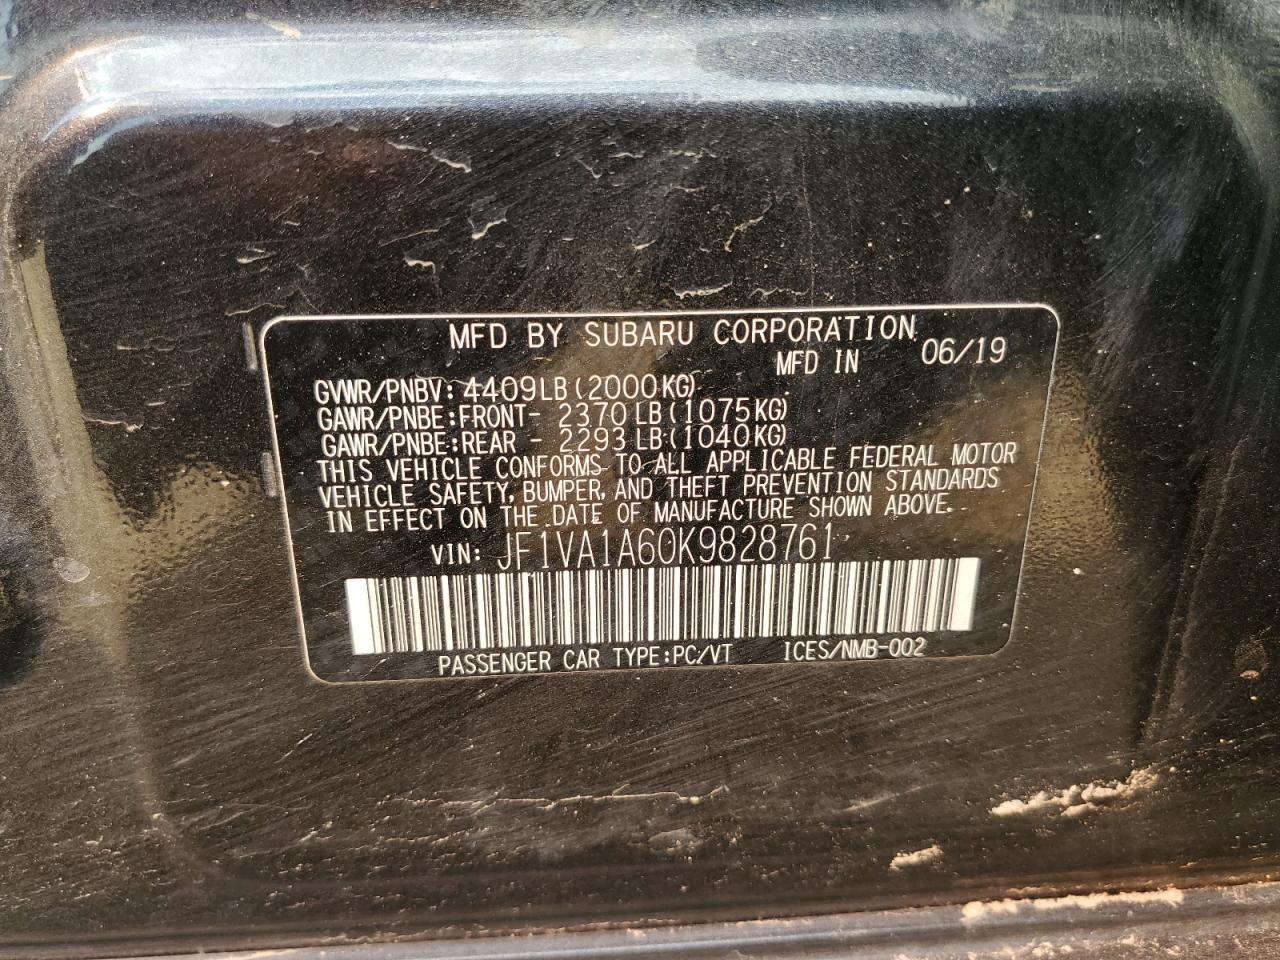 MFD BY SUBARU CORPORATION
MFD IN 06/19
GVWR/PNBV: 4409LB(2000KG)
GAWR/PNBE:FRONT- 2370LB(1075KG)
GAWR/PNBE:REAR - 2293LB(1040KG)
THIS VEHICLE CONFORMS TO ALL APPLICABLE FEDERAL MOTOR
VEHICLE SAFETY, BUMPER, AND THEFT PREVENTION STANDARDS
IN EFFECT ON THE DATE OF MANUFACTURE SHOWN ABOVE.
VIN: JF1VA1A60K9828761
PASSENGER CAR TYPE:PC/VT ICES/NMB-002